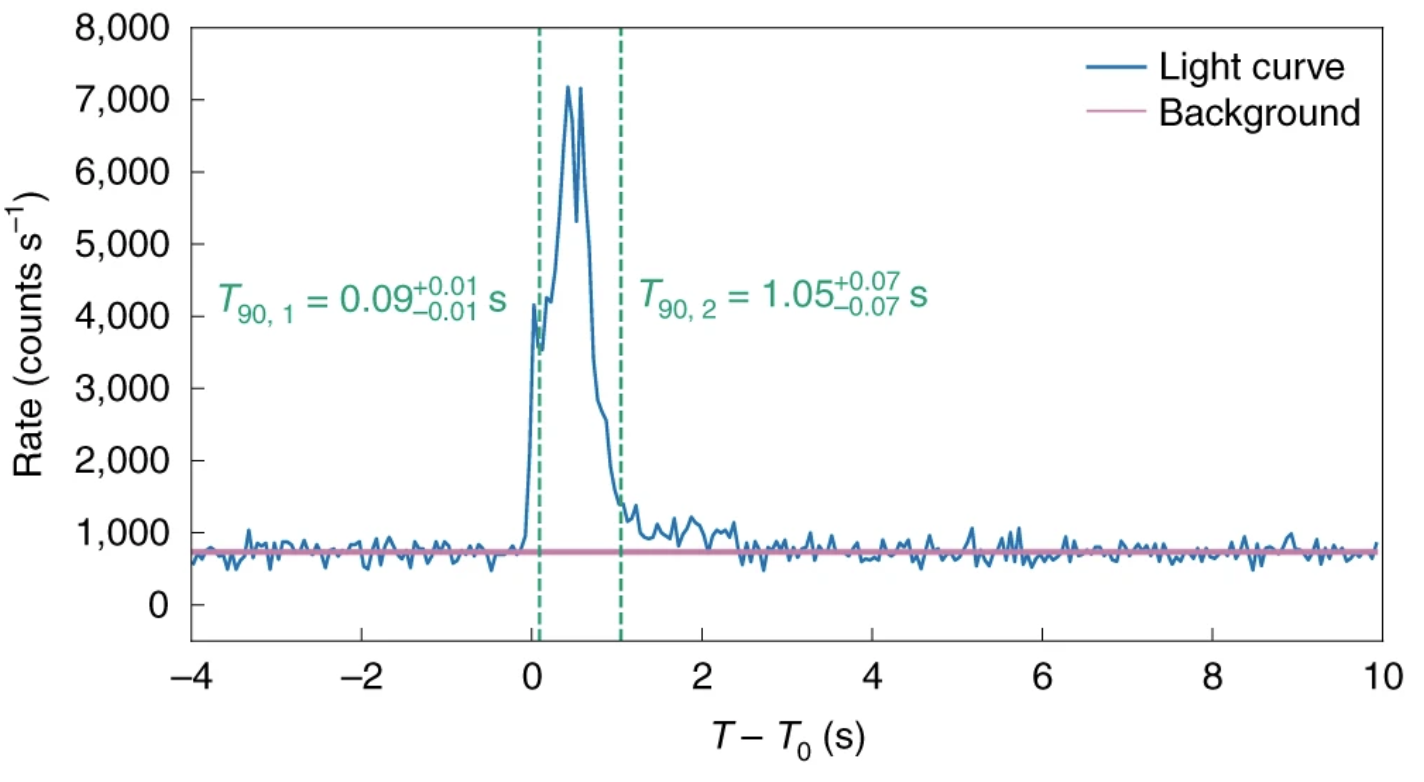 8,000
7,000
6,000
5,000
4,000
3,000
2,000
1,000
0
Rate (counts s⁻¹)
Light curve
Background
T90, 1 = 0.09+0.01−0.01 s
T90, 2 = 1.05+0.07−0.07 s
−4 −2 0 2 4 6 8 10
T − T0 (s)